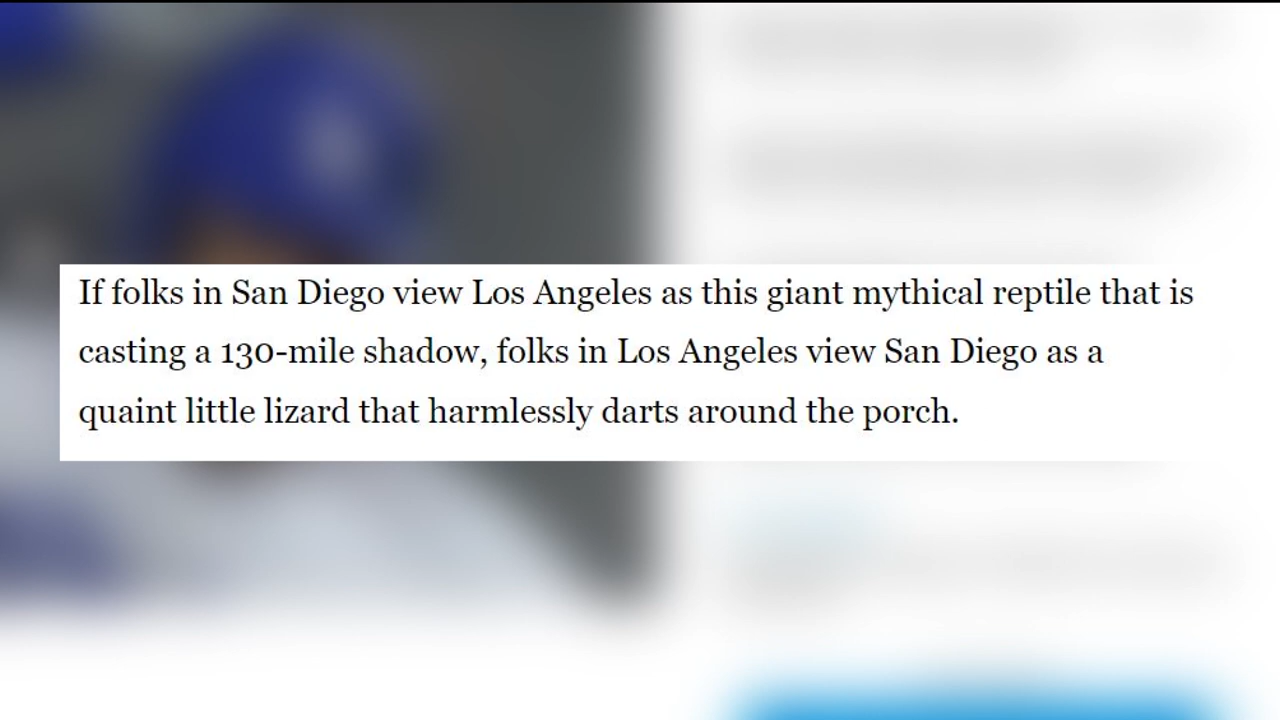 If folks in San Diego view Los Angeles as this giant mythical reptile that is
casting a 130-mile shadow, folks in Los Angeles view San Diego as a
quaint little lizard that harmlessly darts around the porch.